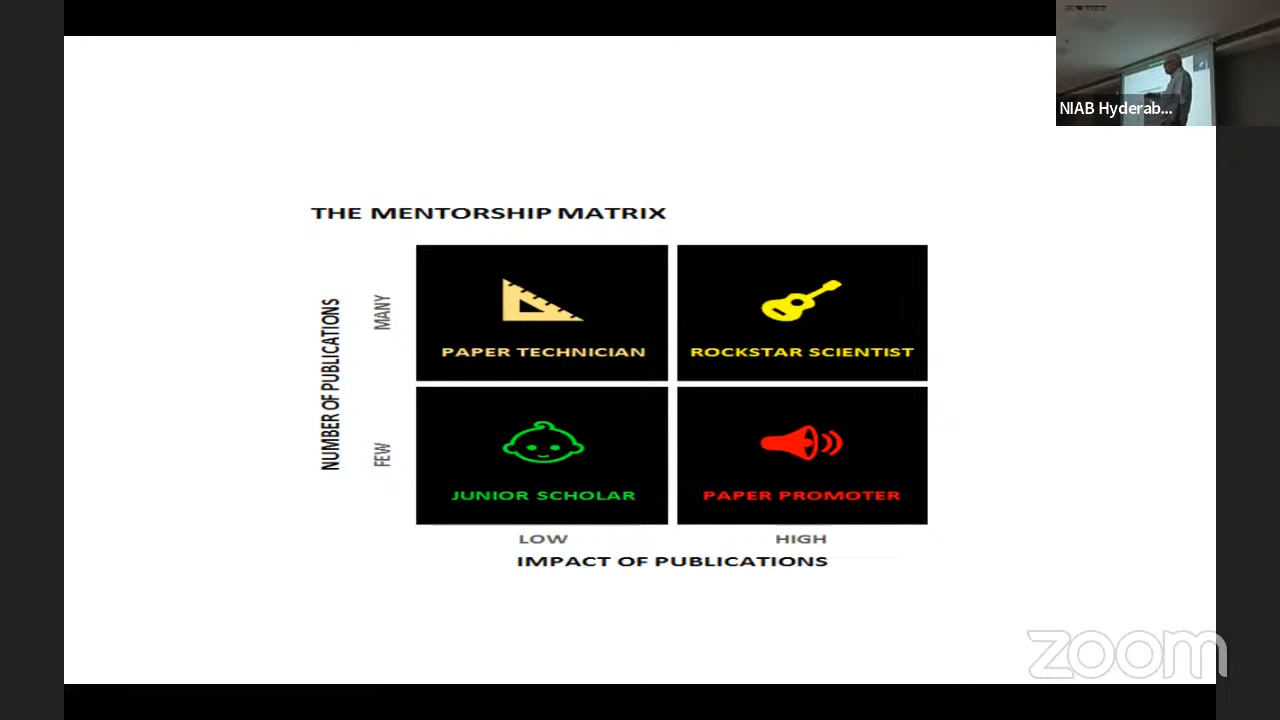 NIAB Hyderab...
THE MENTORSHIP MATRIX
NUMBER OF PUBLICATIONS
MANY
FEW
PAPER TECHNICIAN
ROCKSTAR SCIENTIST
JUNIOR SCHOLAR
PAPER PROMOTER
LOW
HIGH
IMPACT OF PUBLICATIONS
zoom